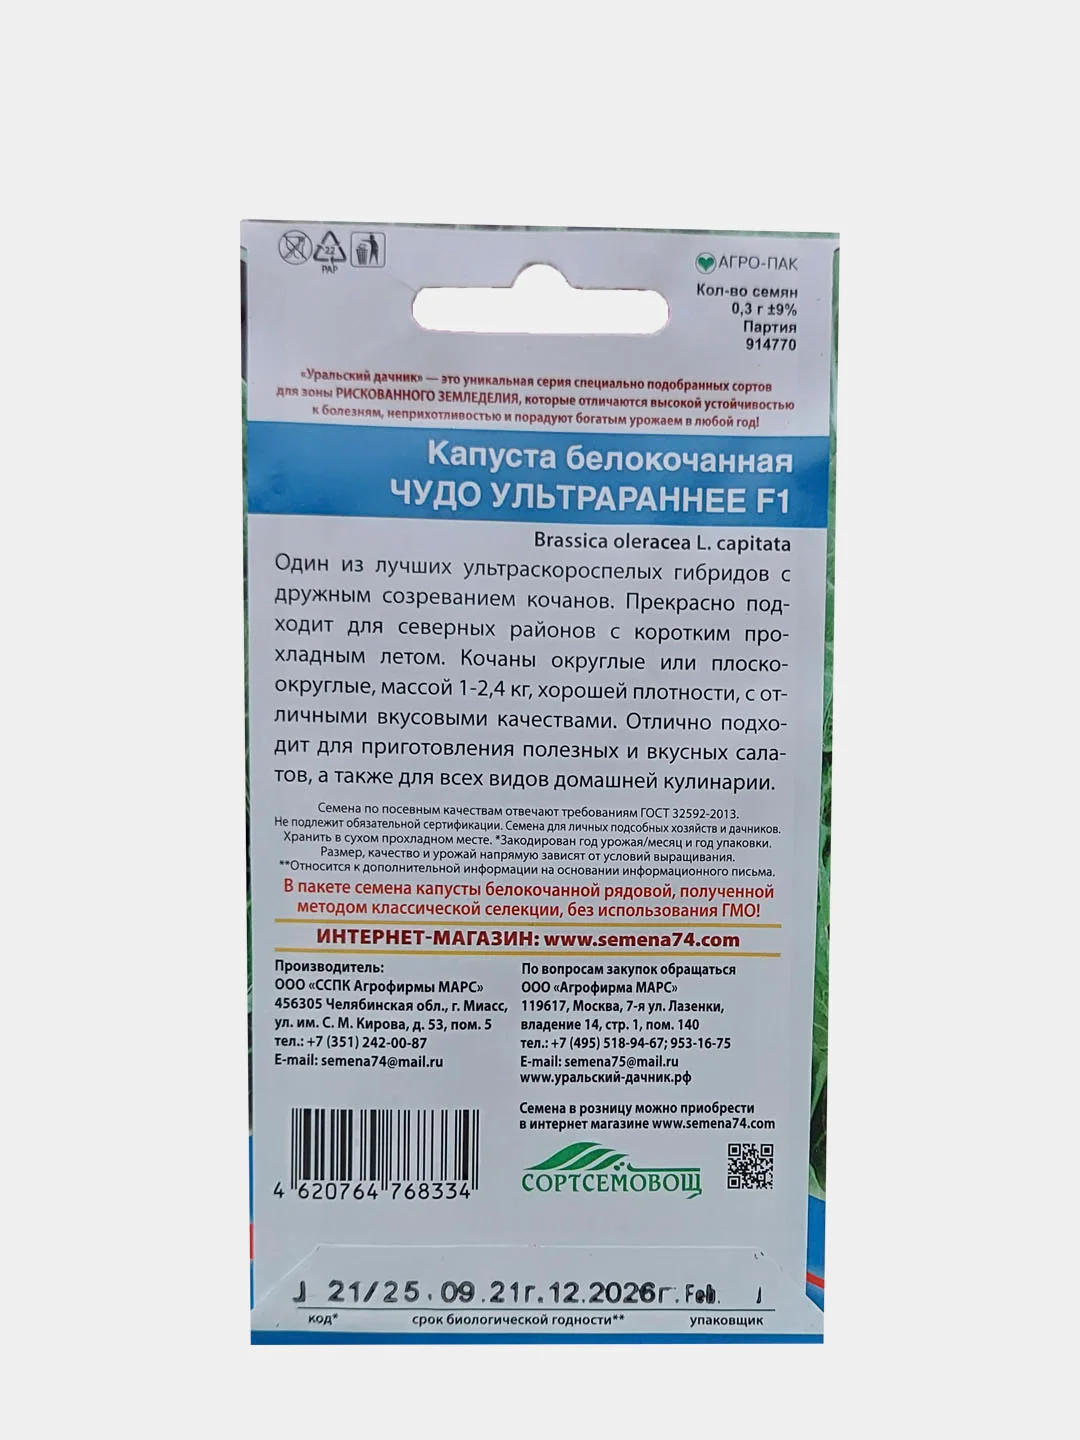 22
PAP
АГРО-ПАК
Кол-во семян
0,3 г ±9%
Партия
914770
«Уральский дачник» — это уникальная серия специально подобранных сортов
для зоны РИСКОВАННОГО ЗЕМЛЕДЕЛИЯ, которые отличаются высокой устойчивостью
к болезням, неприхотливостью и порадуют богатым урожаем в любой год!
Капуста белокочанная
ЧУДО УЛЬТРАРАННЕЕ F1
Brassica oleracea L. capitata
Один из лучших ультраскороспелых гибридов с
дружным созреванием кочанов. Прекрасно под-
ходит для северных районов с коротким про-
хладным летом. Кочаны округлые или плоско-
округлые, массой 1-2,4 кг, хорошей плотности, с от-
личными вкусовыми качествами. Отлично подхо-
дит для приготовления полезных и вкусных сала-
тов, а также для всех видов домашней кулинарии.
Семена по посевным качествам отвечают требованиям ГОСТ 32592-2013.
Не подлежит обязательной сертификации. Семена для личных подсобных хозяйств и дачников.
Хранить в сухом прохладном месте. *Закодирован год урожая/месяц и год упаковки.
Размер, качество и урожай напрямую зависят от условий выращивания.
**Относится к дополнительной информации на основании информационного письма.
В пакете семена капусты белокочанной рядовой, полученной
методом классической селекции, без использования ГМО!
ИНТЕРНЕТ-МАГАЗИН: www.semena74.com
Производитель:
ООО «ССПК Агрофирмы МАРС»
456305 Челябинская обл., г. Миасс,
ул. им. С. М. Кирова, д. 53, пом. 5
тел.: +7 (351) 242-00-87
E-mail: semena74@mail.ru
По вопросам закупок обращаться
ООО «Агрофирма МАРС»
119617, Москва, 7-я ул. Лазенки,
владение 14, стр. 1, пом. 140
тел.: +7 (495) 518-94-67; 953-16-75
E-mail: semena75@mail.ru
www.уральский-дачник.рф
Семена в розницу можно приобрести
в интернет магазине www.semena74.com
СОРТСЕМОВОЩ
4 620764 768334
21/25. 09.21г.12.2026г. Feb.
код* срок биологической годности** упаковщик